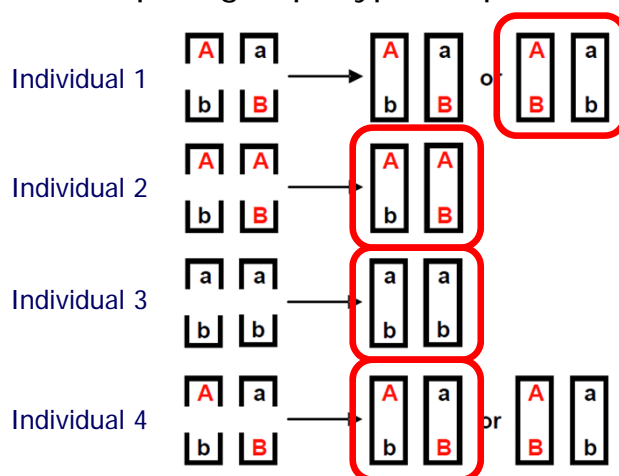 A a A a A a
Individual 1 or
b B b B B b
A A A A
Individual 2
b B b B
a a a a
Individual 3
b b b b
A a A a A a
Individual 4 or
b B b B B b